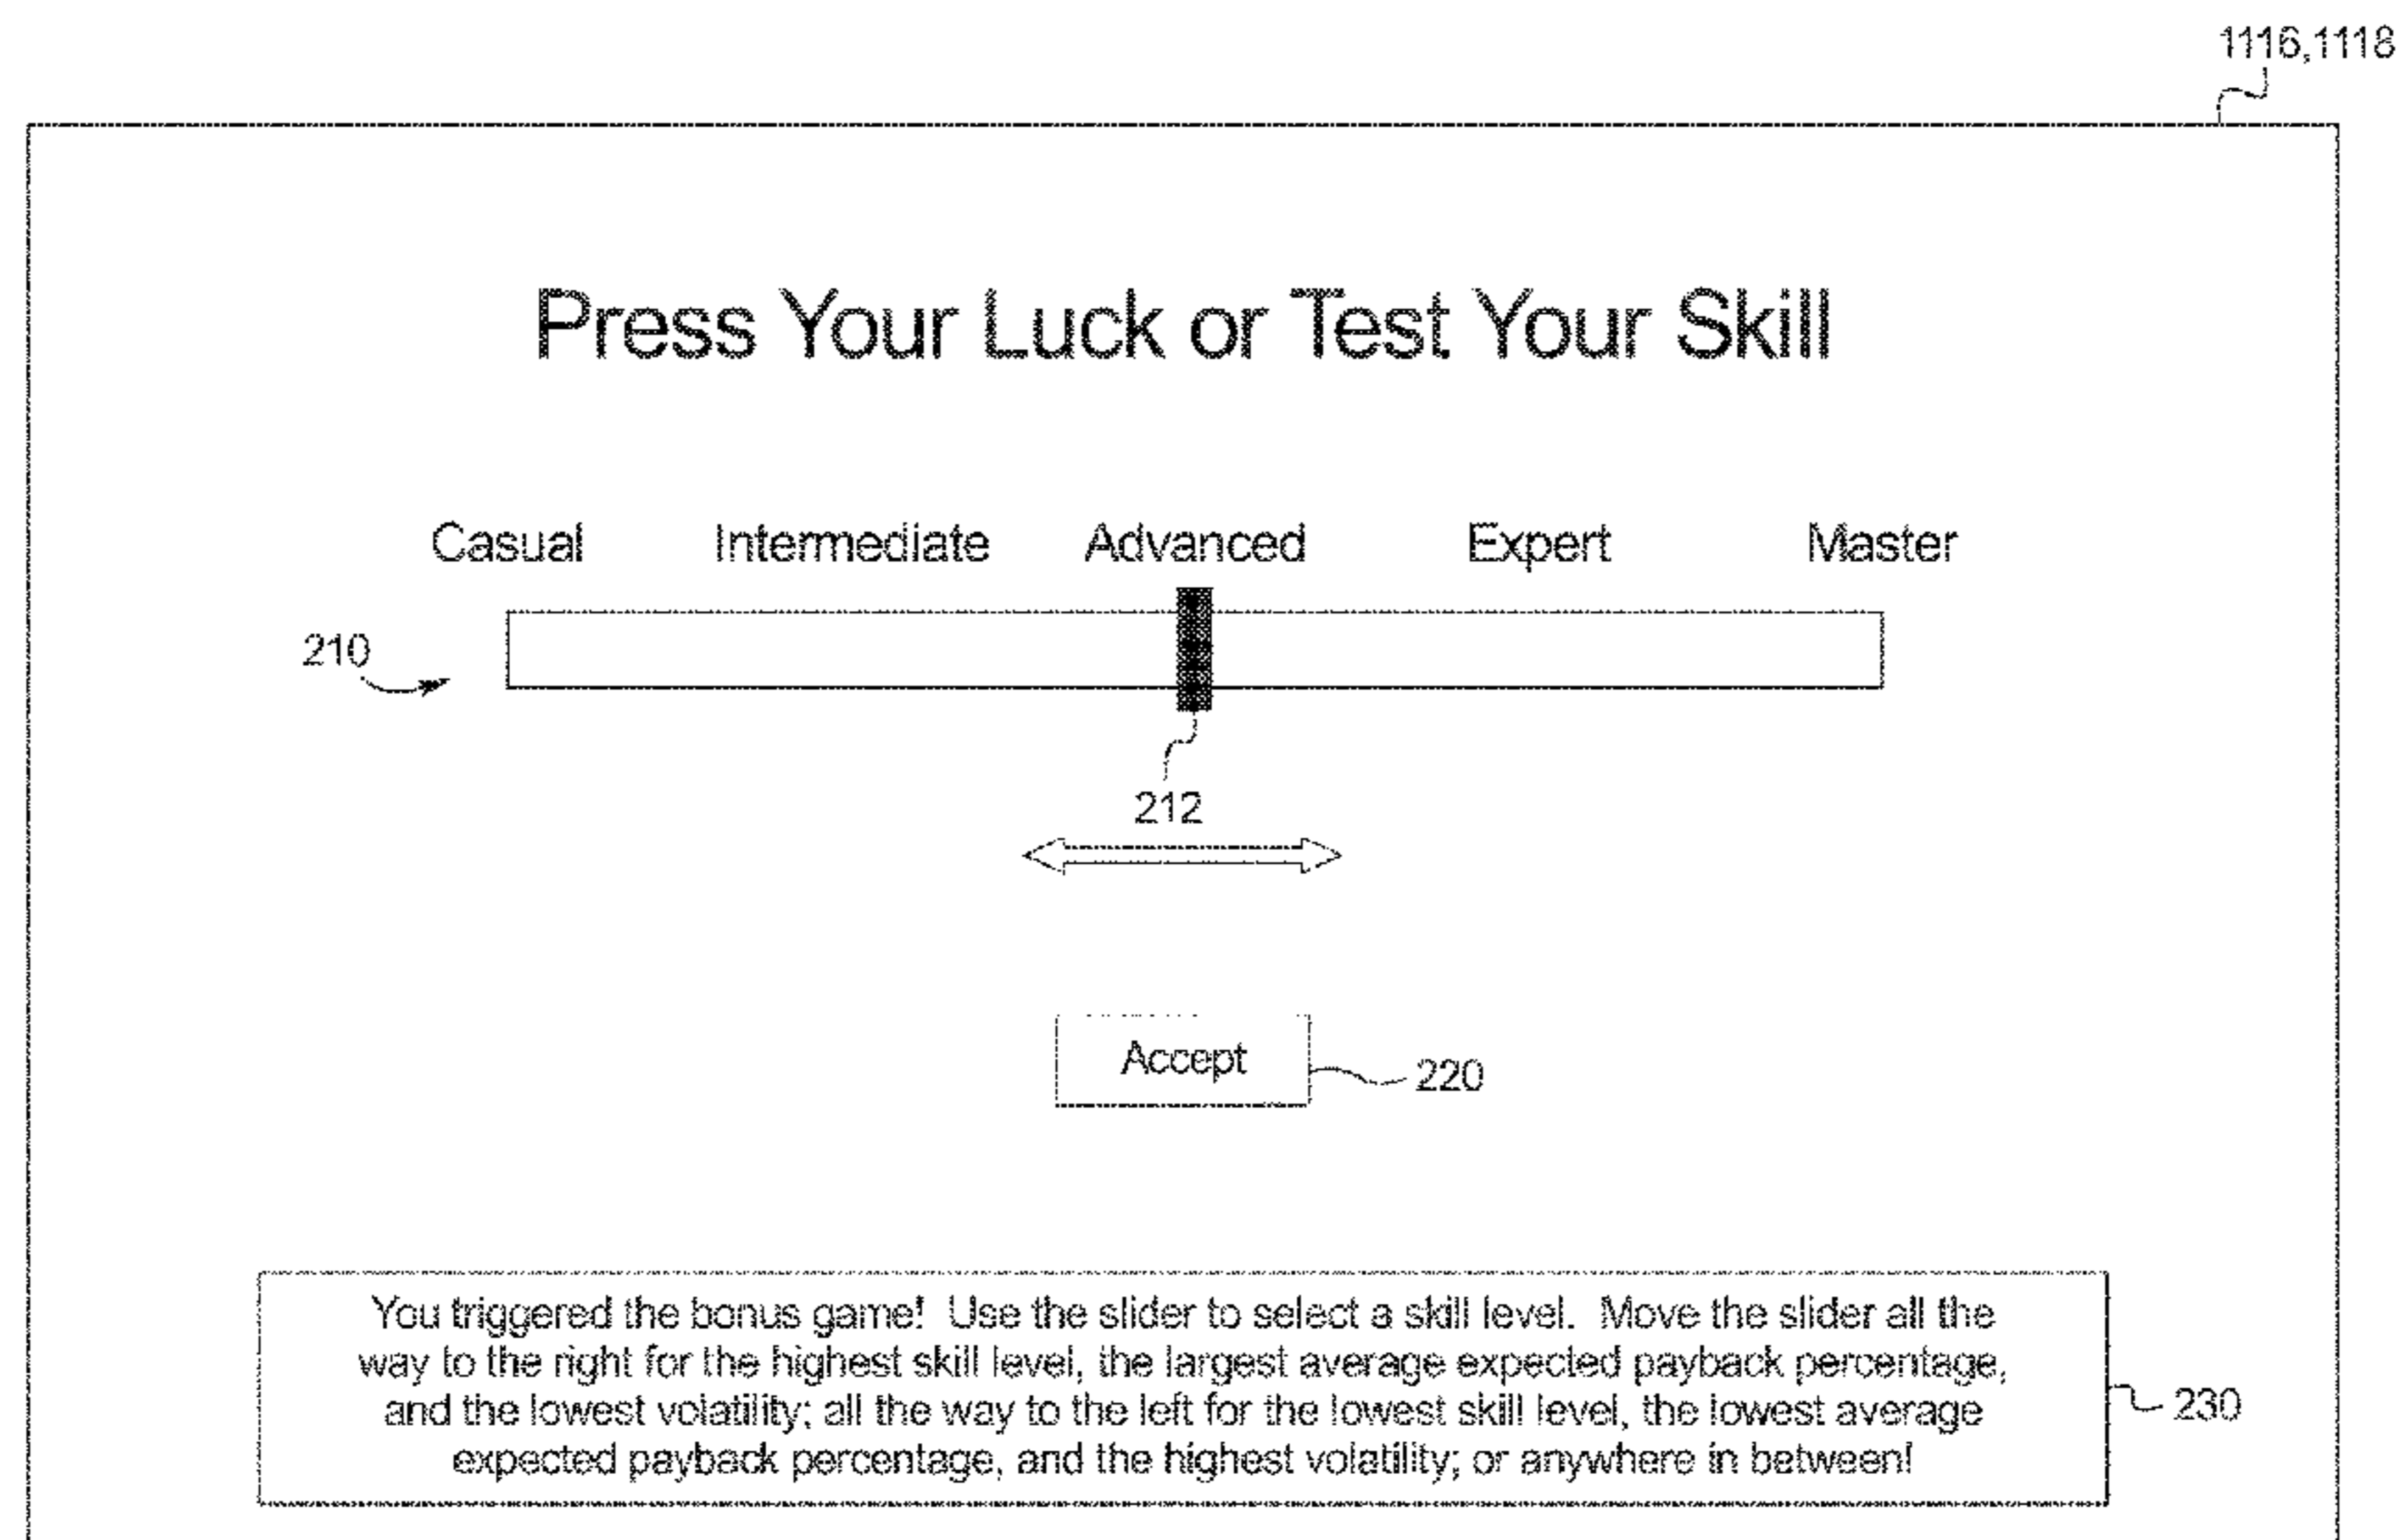 1116,1118
Press Your Luck or Test Your Skill
Casual Intermediate Advanced Expert Master
210
212
Accept
220
You triggered the bonus game! Use the slider to select a skill level. Move the slider all the
way to the right for the highest skill level, the largest average expected payback percentage,
and the lowest volatility; all the way to the left for the lowest skill level, the lowest average
230
expected payback percentage, and the highest volatility; or anywhere in between!